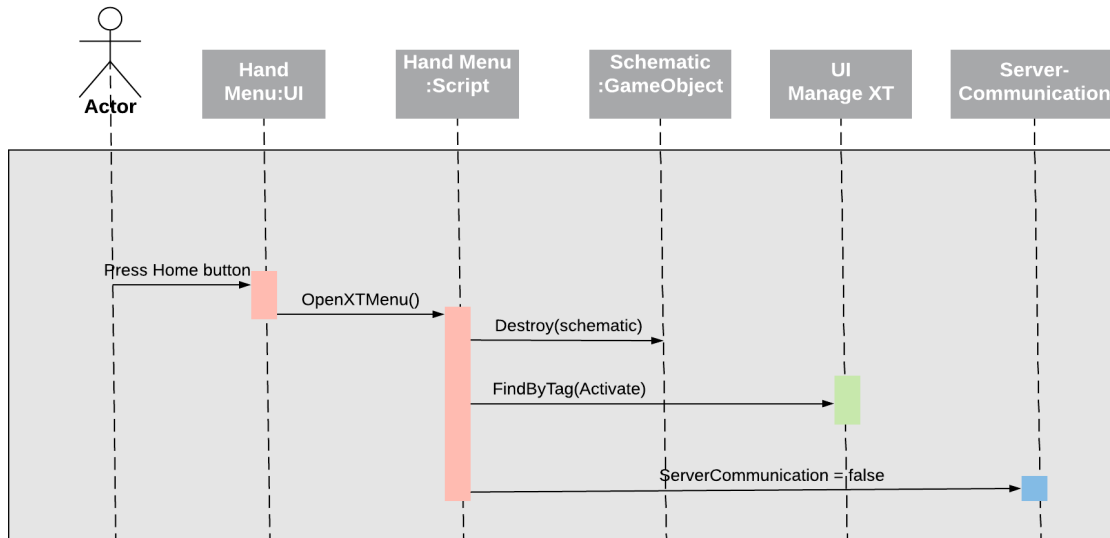 Actor
Hand
Menu:UI
Hand Menu
:Script
Schematic
:GameObject
UI
Manage XT
Server-
Communication
Press Home button
OpenXTMenu()
Destroy(schematic)
FindByTag(Activate)
ServerCommunication = false